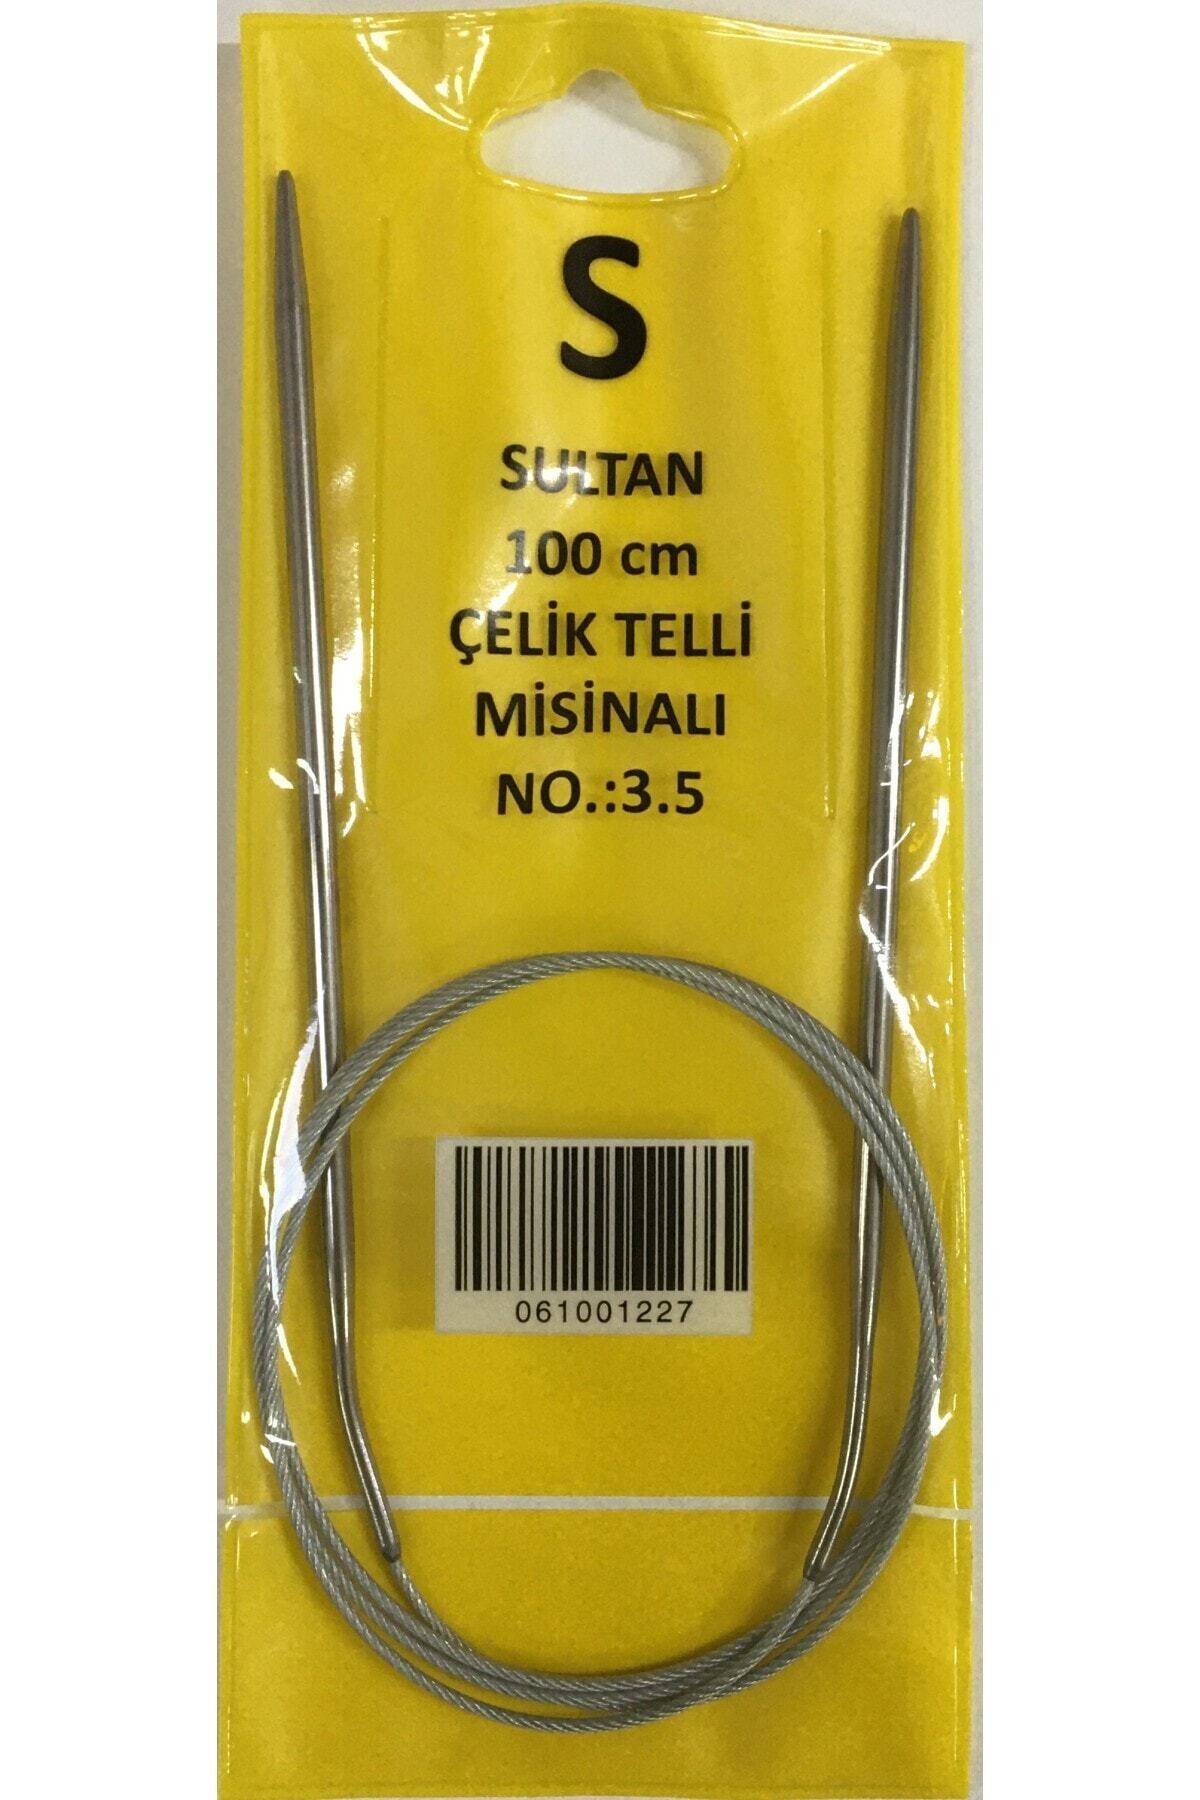 S
SULTAN
100 cm
ÇELİK TELLİ
MİSİNALI
NO.:3.5
061001227